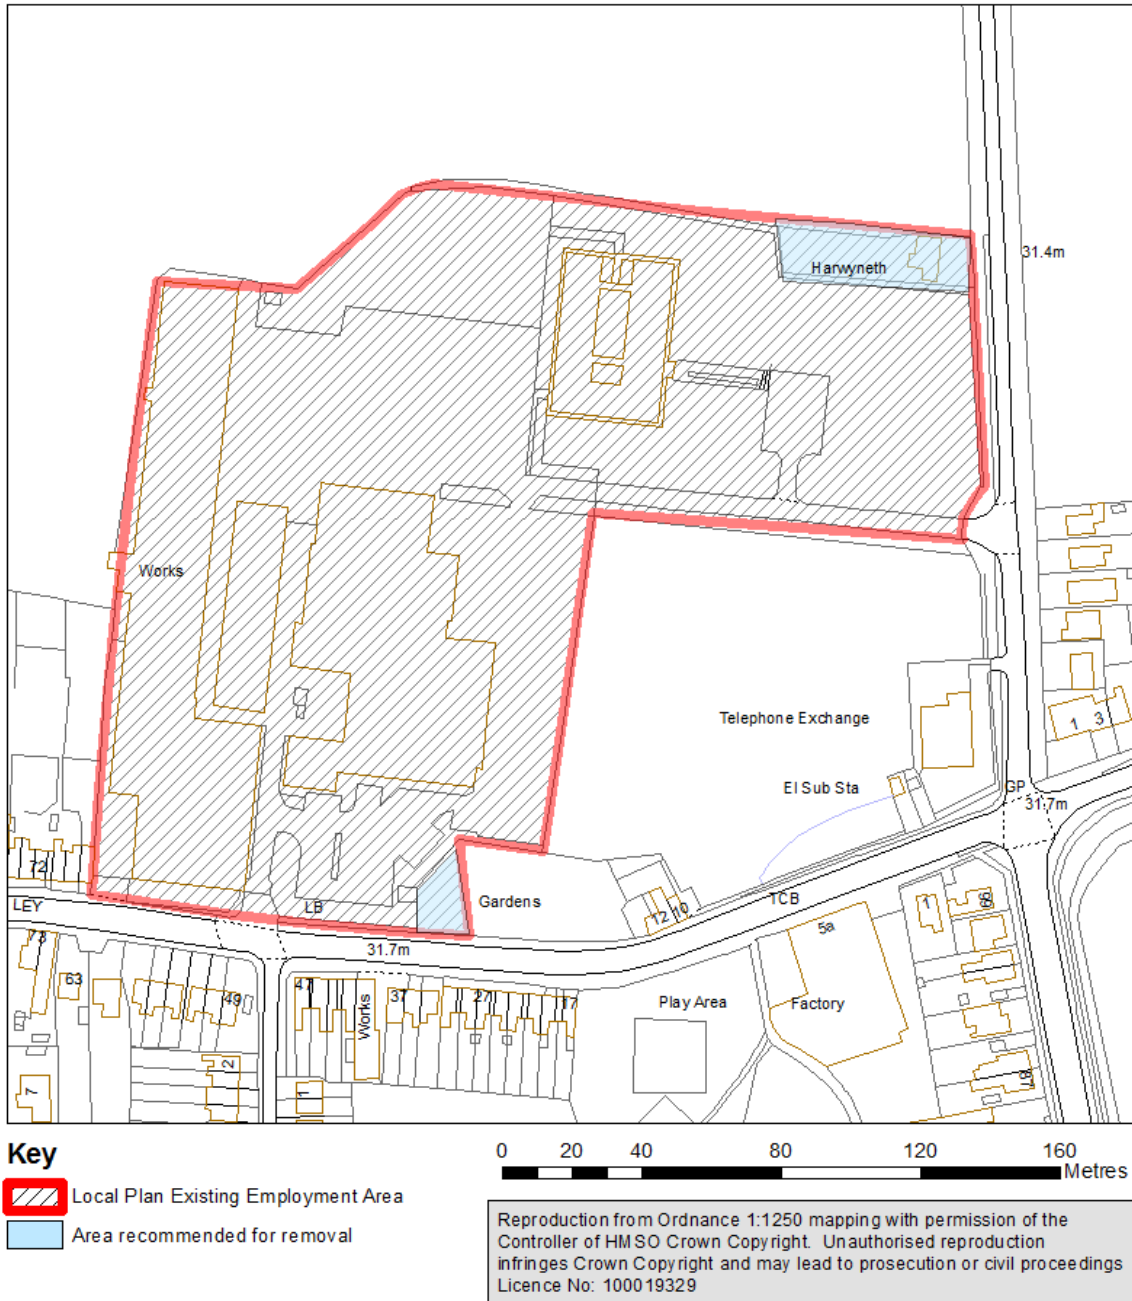 31.4m
Harwyneth
Works
Telephone Exchange
1 3
El Sub Sta
GP
31.7m
72
LEY
LB
Gardens
12 10
TCB
1
86
73
31.7m
5a
63
49
47
Works
37
27
17
Play Area
Factory
2
7
1
78
Key
Local Plan Existing Employment Area
Area recommended for removal
0 20 40 80 120 160
Metres
Reproduction from Ordnance 1:1250 mapping with permission of the
Controller of HMSO Crown Copyright. Unauthorised reproduction
infringes Crown Copyright and may lead to prosecution or civil proceedings
Licence No: 100019329